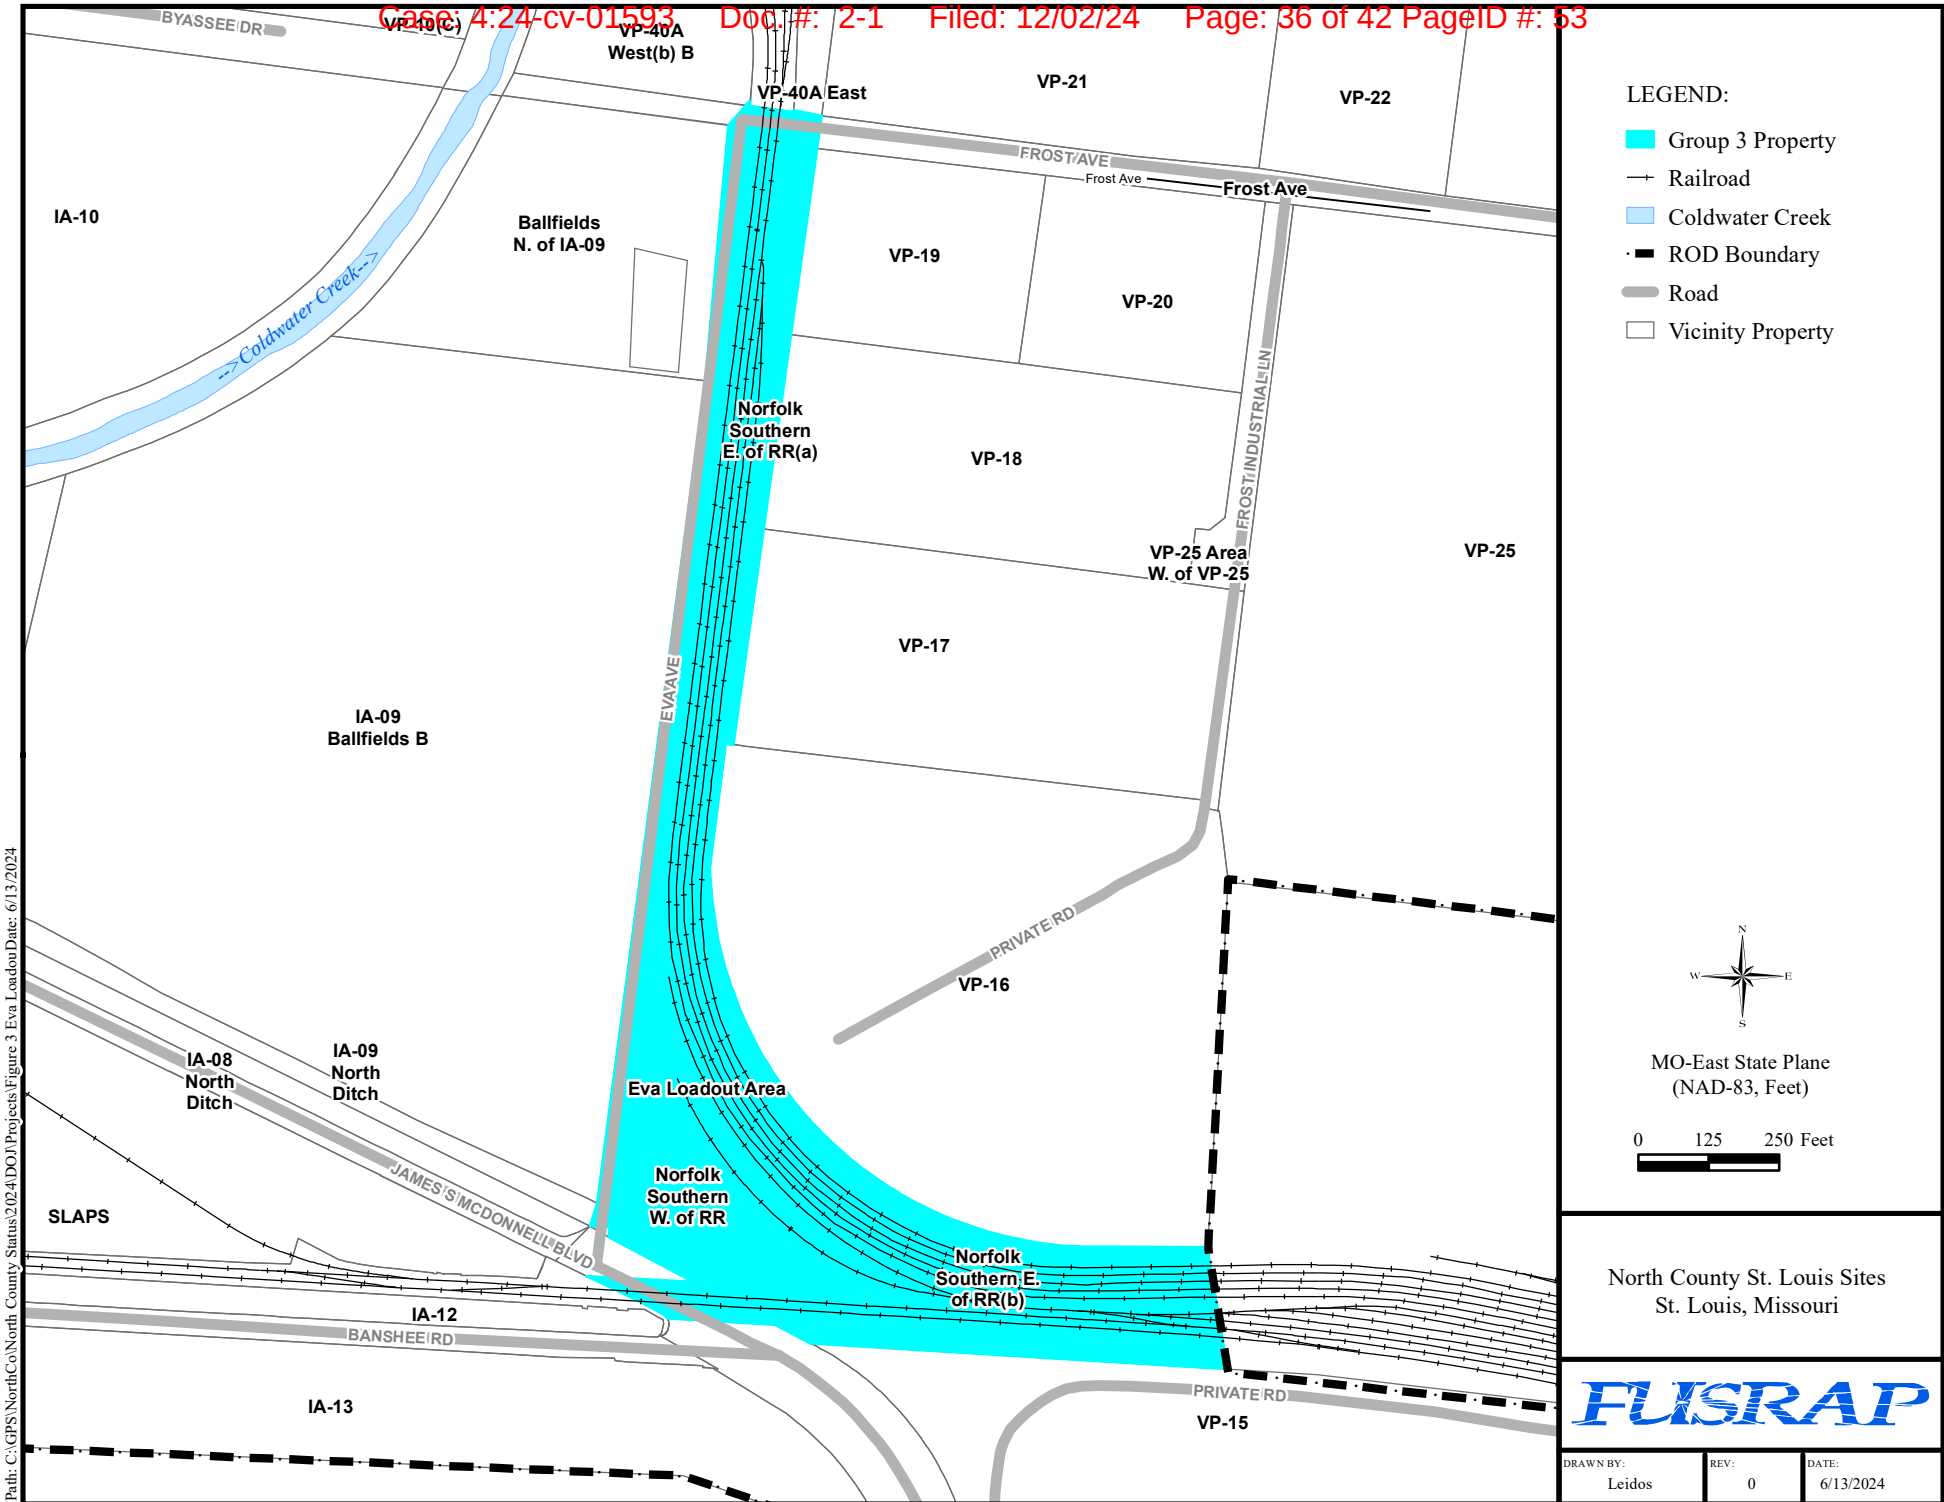 Case: 4:24-cv-01593 Doc. #: 2-1 Filed: 12/02/24 Page: 36 of 42 PageID #: 53
BYASSEE DR
VP-10(C)
VP-40A
West(b) B
VP-40A East
VP-21
VP-22
FROST AVE
Frost Ave
Frost Ave
IA-10
Ballfields
N. of IA-09
VP-19
VP-20
-->Coldwater Creek-->
Norfolk
Southern
E. of RR(a)
VP-18
FROST INDUSTRIAL LN
VP-25 Area
W. of VP-25
VP-25
VP-17
EVA AVE
IA-09
Ballfields B
PRIVATE RD
VP-16
IA-08
North
Ditch
IA-09
North
Ditch
Eva Loadout Area
JAMES S MCDONNELL BLVD
Norfolk
Southern
W. of RR
SLAPS
Norfolk
Southern E.
of RR(b)
IA-12
BANSHEE RD
IA-13
PRIVATE RD
VP-15
LEGEND:
Group 3 Property
Railroad
Coldwater Creek
ROD Boundary
Road
Vicinity Property
N
W E
S
MO-East State Plane
(NAD-83, Feet)
0 125 250 Feet
North County St. Louis Sites
St. Louis, Missouri
FUSRAP
DRAWN BY:
Leidos
REV:
0
DATE:
6/13/2024
Path: C:\GPS\NorthCo\North County Status\2024\DOJ\Projects\Figure 3 Eva LoadouDate: 6/13/2024